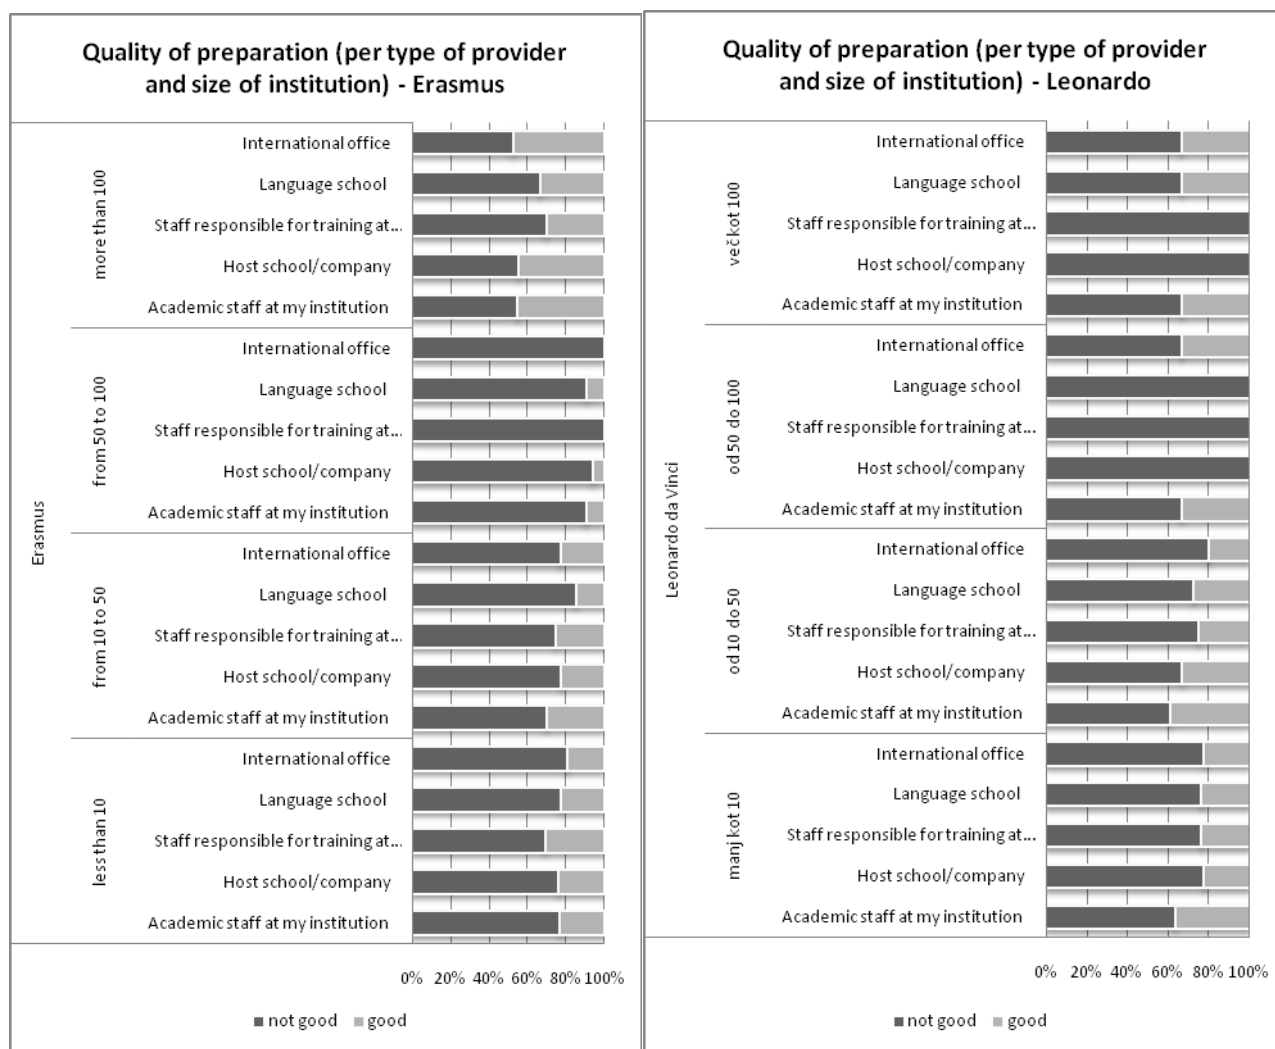 Quality of preparation (per type of provider
and size of institution) - Erasmus
Erasmus
more than 100
International office
Language school
Staff responsible for training at...
Host school/company
Academic staff at my institution
from 50 to 100
International office
Language school
Staff responsible for training at...
Host school/company
Academic staff at my institution
from 10 to 50
International office
Language school
Staff responsible for training at...
Host school/company
Academic staff at my institution
less than 10
International office
Language school
Staff responsible for training at...
Host school/company
Academic staff at my institution
0% 20% 40% 60% 80% 100%
not good good
Quality of preparation (per type of provider
and size of institution) - Leonardo
Leonardo da Vinci
več kot 100
International office
Language school
Staff responsible for training at...
Host school/company
Academic staff at my institution
od 50 do 100
International office
Language school
Staff responsible for training at...
Host school/company
Academic staff at my institution
od 10 do 50
International office
Language school
Staff responsible for training at...
Host school/company
Academic staff at my institution
manj kot 10
International office
Language school
Staff responsible for training at...
Host school/company
Academic staff at my institution
0% 20% 40% 60% 80% 100%
not good good